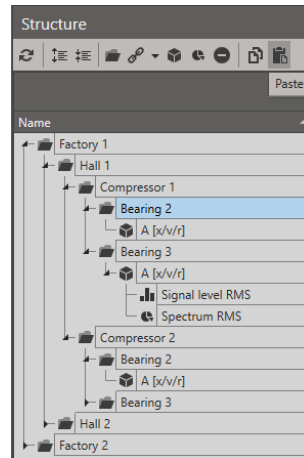 Structure
Paste
Name
Factory 1
Hall 1
Compressor 1
Bearing 2
A [x/v/r]
Bearing 3
A [x/v/r]
Signal level RMS
Spectrum RMS
Compressor 2
Bearing 2
A [x/v/r]
Bearing 3
Hall 2
Factory 2